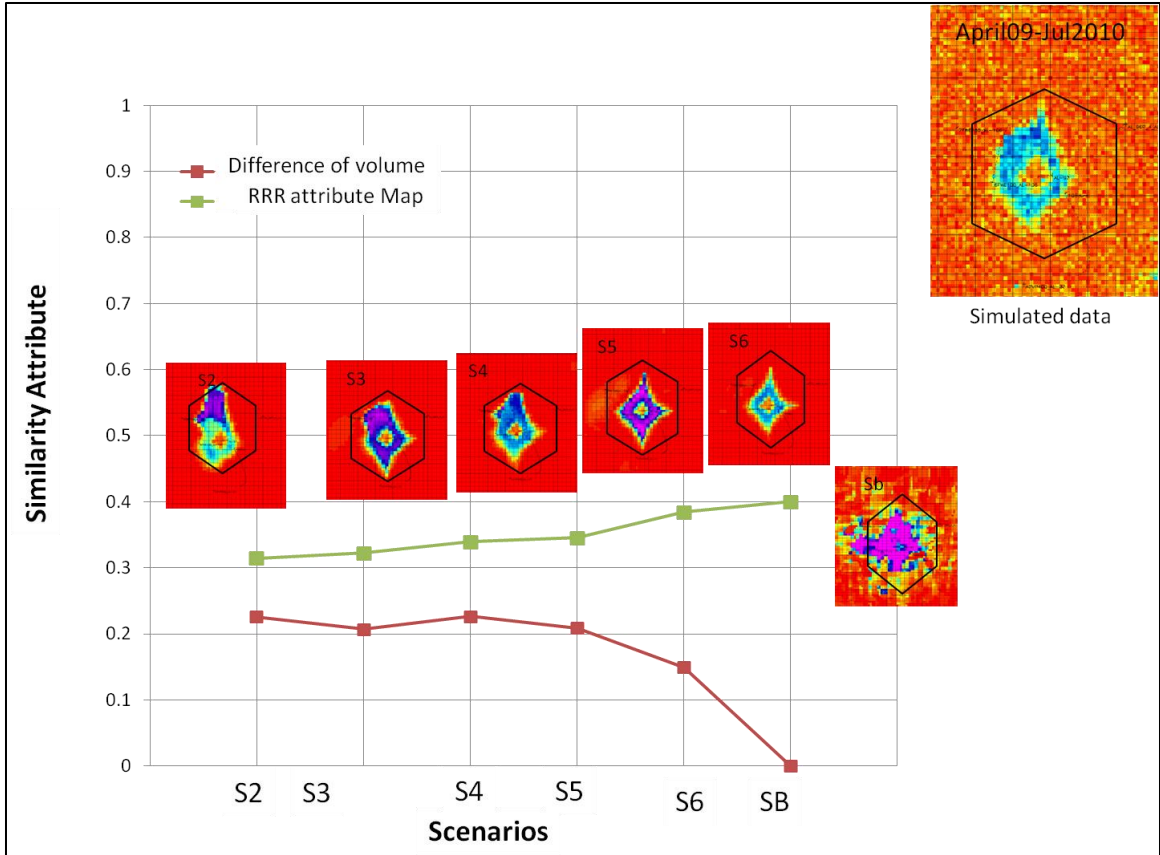 April09-Jul2010
Simulated data
Similarity Attribute
1
0.9
0.8
0.7
0.6
0.5
0.4
0.3
0.2
0.1
0
Difference of volume
RRR attribute Map
S2
S3
S4
S5
S6
Sb
S2 S3 S4 S5 S6 SB
Scenarios